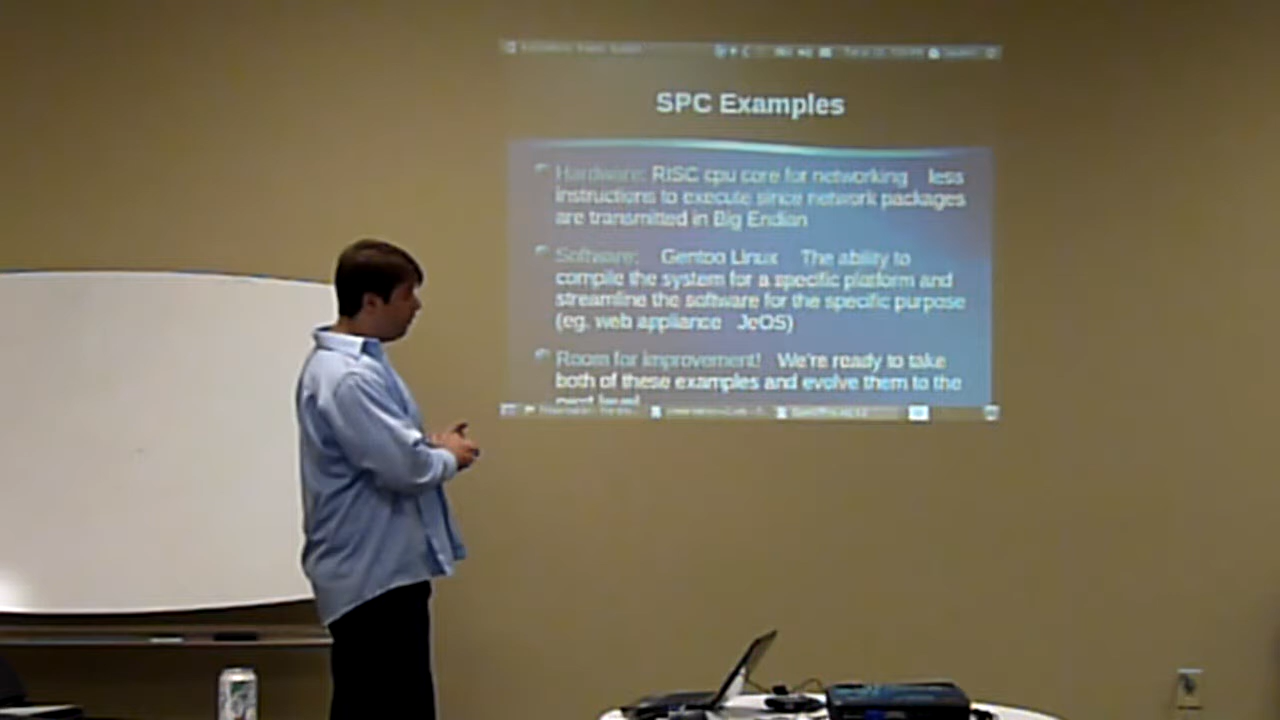 SPC Examples
Hardware: RISC cpu core for networking less
instructions to execute since network packages
are transmitted in Big Endian
Software: Gentoo Linux The ability to
compile the system for a specific platform and
streamline the software for the specific purpose
(eg. web appliance JeOS)
Room for improvement! We're ready to take
both of these examples and evolve them to the
next level